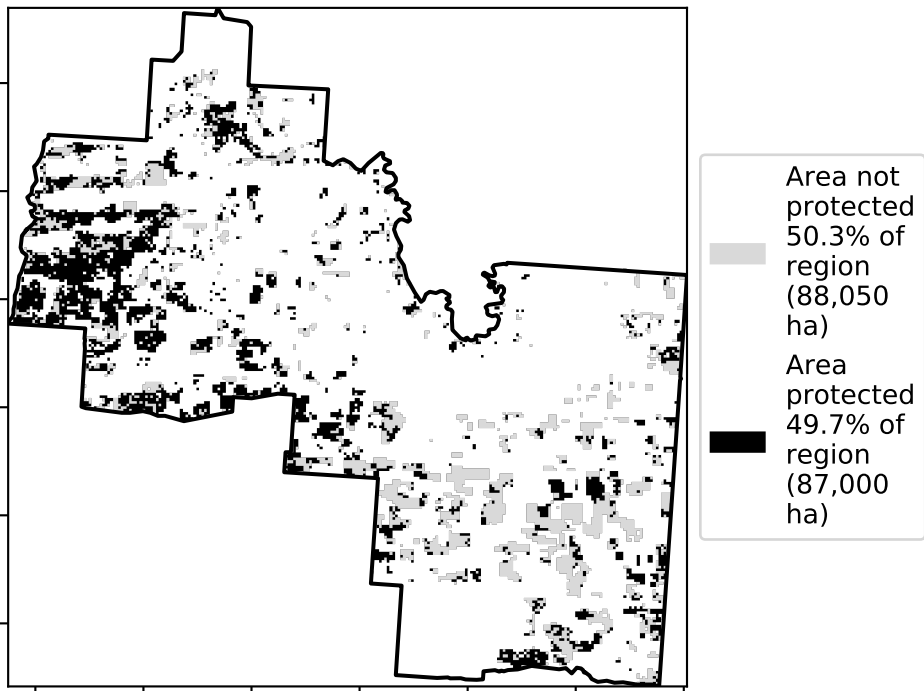 Area not
protected
50.3% of
region
(88,050
ha)
Area
protected
49.7% of
region
(87,000
ha)